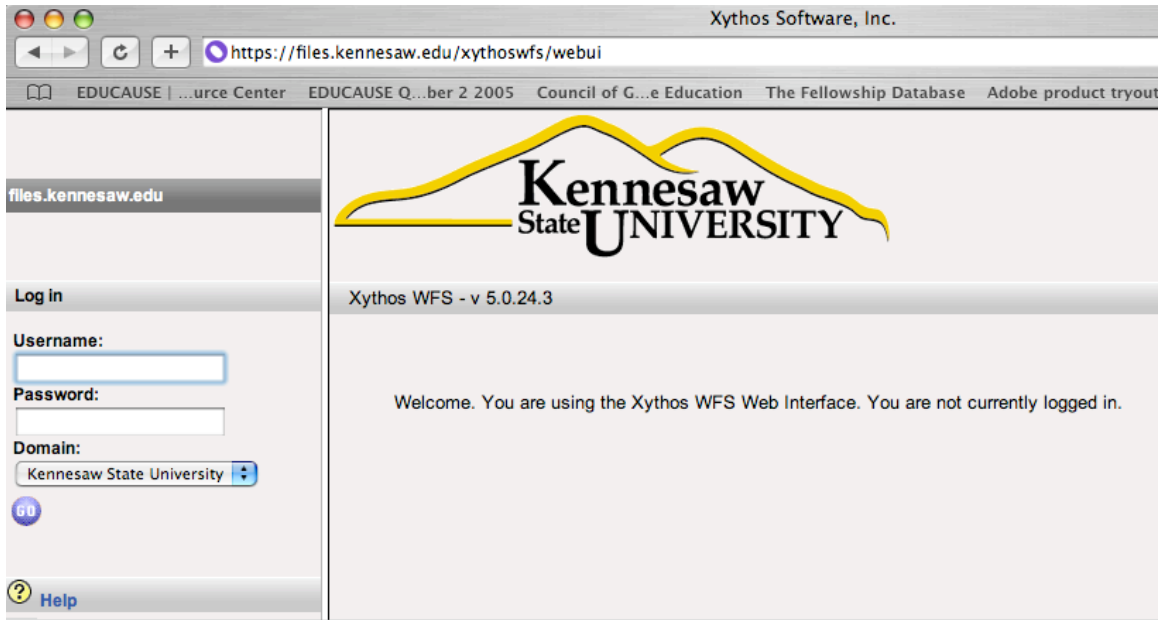 Xythos Software, Inc.
https://files.kennesaw.edu/xythoswfs/webui
EDUCAUSE | ...urce Center EDUCAUSE Q...ber 2 2005 Council of G...e Education The Fellowship Database Adobe product tryout
files.kennesaw.edu
Kennesaw
State UNIVERSITY
Log in
Xythos WFS - v 5.0.24.3
Username:
Password:
Welcome. You are using the Xythos WFS Web Interface. You are not currently logged in.
Domain:
Kennesaw State University
GO
? Help